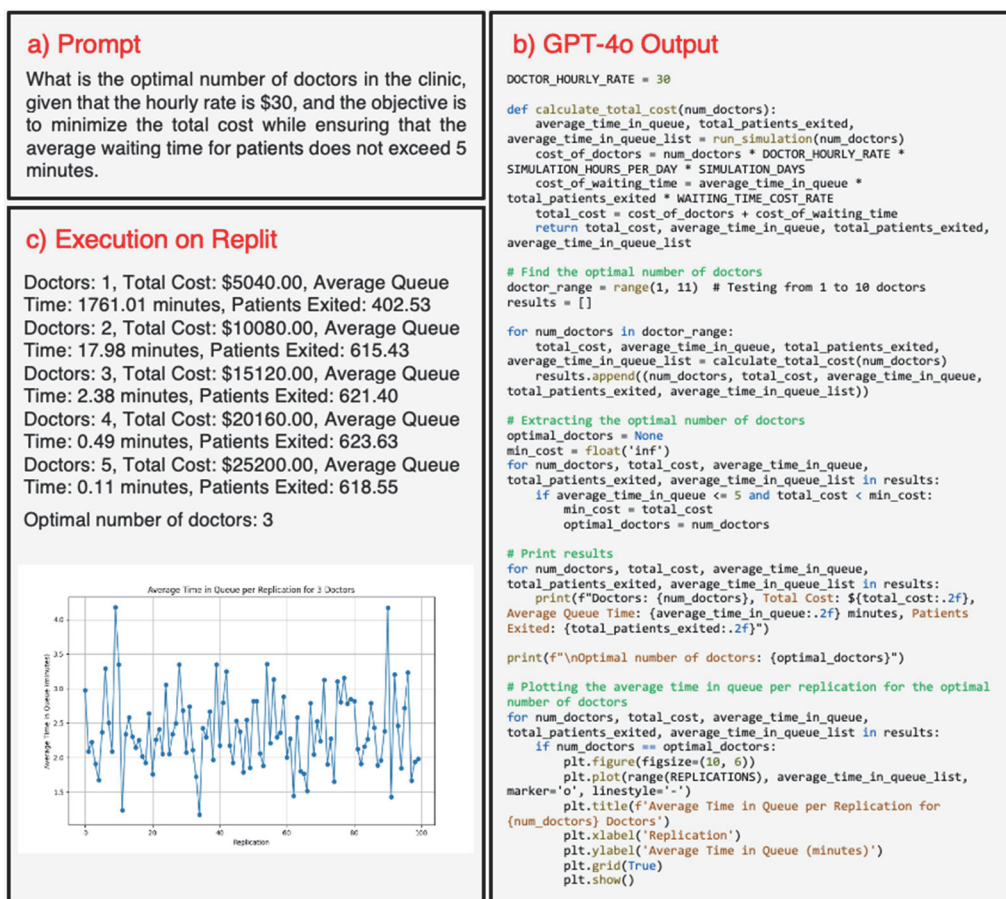 a) Prompt
What is the optimal number of doctors in the clinic,
given that the hourly rate is $30, and the objective is
to minimize the total cost while ensuring that the
average waiting time for patients does not exceed 5
minutes.
c) Execution on Replit
Doctors: 1, Total Cost: $5040.00, Average Queue
Time: 1761.01 minutes, Patients Exited: 402.53
Doctors: 2, Total Cost: $10080.00, Average Queue
Time: 17.98 minutes, Patients Exited: 615.43
Doctors: 3, Total Cost: $15120.00, Average Queue
Time: 2.38 minutes, Patients Exited: 621.40
Doctors: 4, Total Cost: $20160.00, Average Queue
Time: 0.49 minutes, Patients Exited: 623.63
Doctors: 5, Total Cost: $25200.00, Average Queue
Time: 0.11 minutes, Patients Exited: 618.55
Optimal number of doctors: 3
Average Time in Queue per Replication for 3 Doctors
Average Time in Queue (minutes)
4.0
3.5
3.0
2.5
2.0
1.5
0 20 40 60 80 100
Replication
b) GPT-4o Output
DOCTOR_HOURLY_RATE = 30
def calculate_total_cost(num_doctors):
average_time_in_queue, total_patients_exited,
average_time_in_queue_list = run_simulation(num_doctors)
cost_of_doctors = num_doctors * DOCTOR_HOURLY_RATE *
SIMULATION_HOURS_PER_DAY * SIMULATION_DAYS
cost_of_waiting_time = average_time_in_queue *
total_patients_exited * WAITING_TIME_COST_RATE
total_cost = cost_of_doctors + cost_of_waiting_time
return total_cost, average_time_in_queue, total_patients_exited,
average_time_in_queue_list
# Find the optimal number of doctors
doctor_range = range(1, 11) # Testing from 1 to 10 doctors
results = []
for num_doctors in doctor_range:
total_cost, average_time_in_queue, total_patients_exited,
average_time_in_queue_list = calculate_total_cost(num_doctors)
results.append((num_doctors, total_cost, average_time_in_queue,
total_patients_exited, average_time_in_queue_list))
# Extracting the optimal number of doctors
optimal_doctors = None
min_cost = float('inf')
for num_doctors, total_cost, average_time_in_queue,
total_patients_exited, average_time_in_queue_list in results:
if average_time_in_queue <= 5 and total_cost < min_cost:
min_cost = total_cost
optimal_doctors = num_doctors
# Print results
for num_doctors, total_cost, average_time_in_queue,
total_patients_exited, average_time_in_queue_list in results:
print(f"Doctors: {num_doctors}, Total Cost: ${total_cost:.2f},
Average Queue Time: {average_time_in_queue:.2f} minutes, Patients
Exited: {total_patients_exited:.2f}")
print(f"\nOptimal number of doctors: {optimal_doctors}")
# Plotting the average time in queue per replication for the optimal
number of doctors
for num_doctors, total_cost, average_time_in_queue,
total_patients_exited, average_time_in_queue_list in results:
if num_doctors == optimal_doctors:
plt.figure(figsize=(10, 6))
plt.plot(range(REPLICATIONS), average_time_in_queue_list,
marker='o', linestyle='-')
plt.title(f'Average Time in Queue per Replication for
{num_doctors} Doctors')
plt.xlabel('Replication')
plt.ylabel('Average Time in Queue (minutes)')
plt.grid(True)
plt.show()